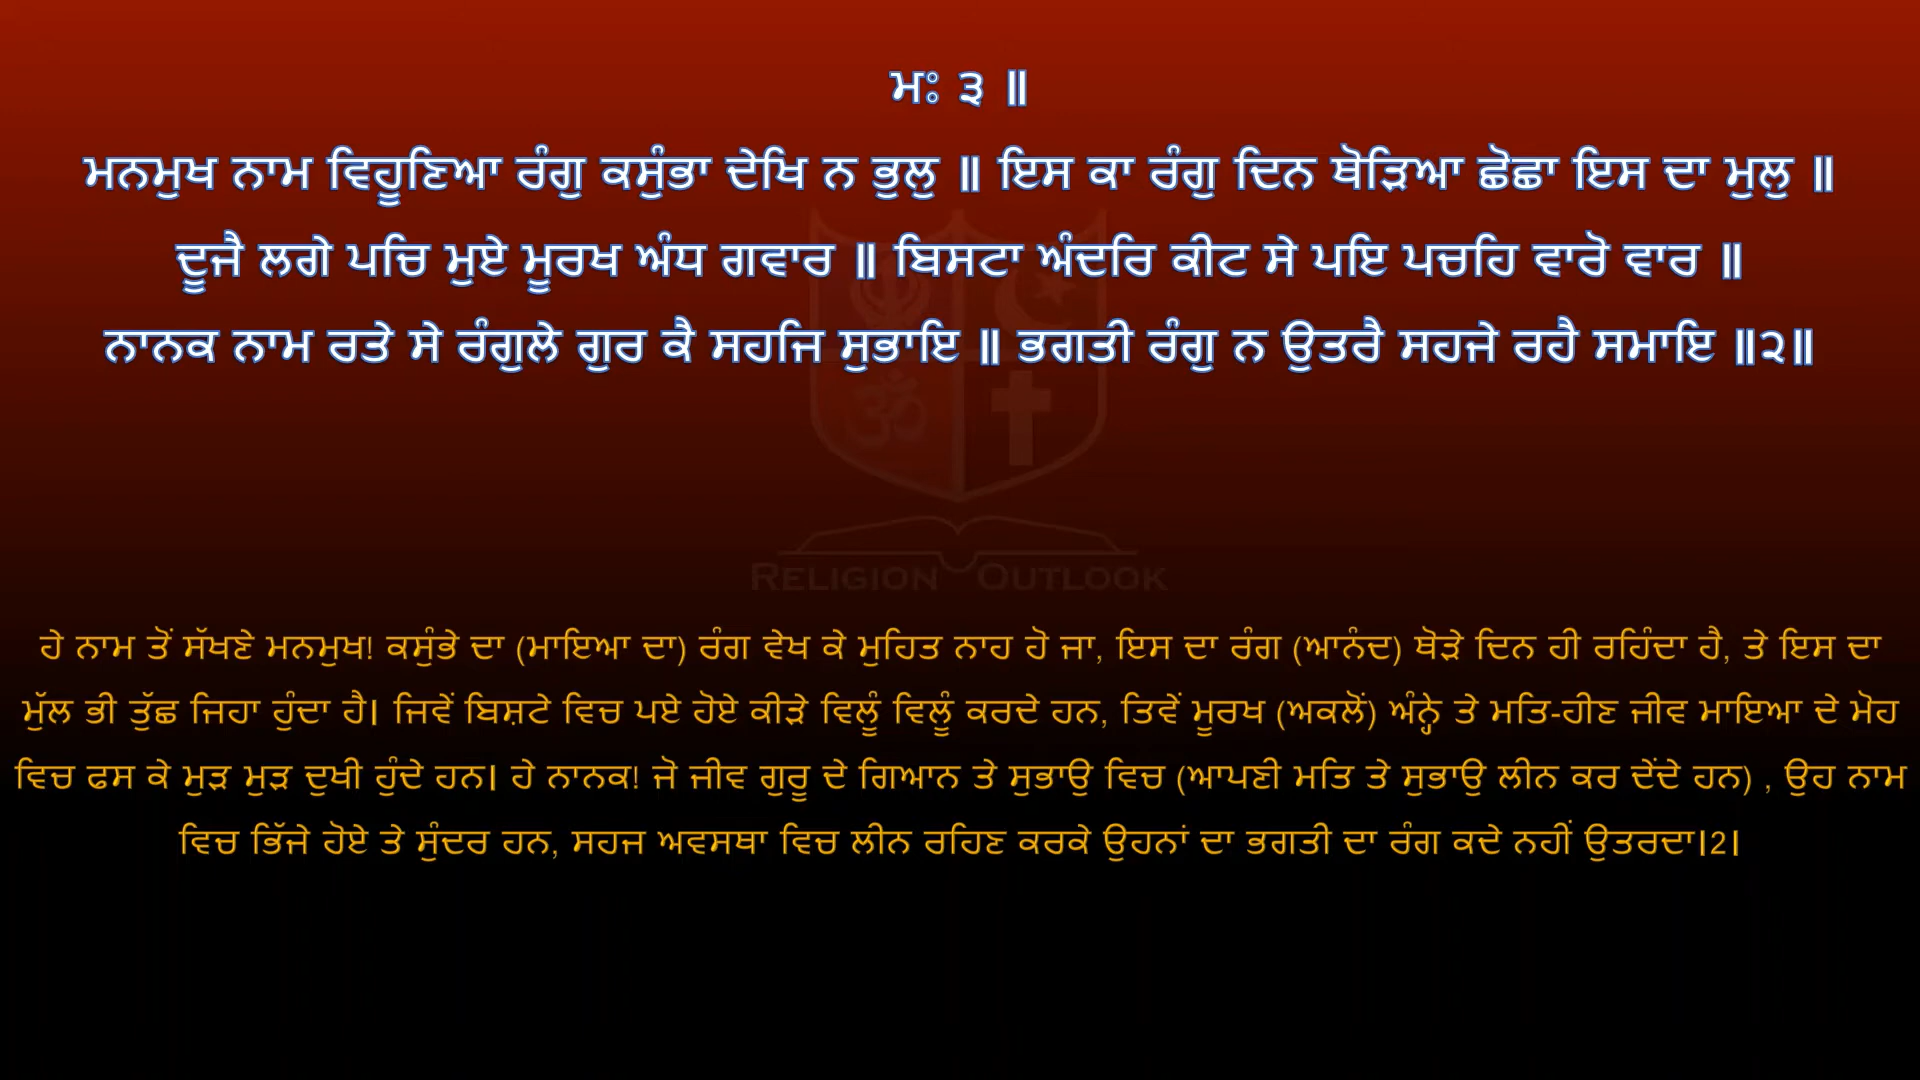 ਮਃ ੩ ॥
ਮਨਮੁਖ ਨਾਮ ਵਿਹੂਣਿਆ ਰੰਗੁ ਕਸੁੰਭਾ ਦੇਖਿ ਨ ਭੁਲੁ ॥ ਇਸ ਕਾ ਰੰਗੁ ਦਿਨ ਥੋੜਿਆ ਛੋਛਾ ਇਸ ਦਾ ਮੁਲੁ ॥
ਦੂਜੈ ਲਗੇ ਪਚਿ ਮੁਏ ਮੂਰਖ ਅੰਧ ਗਵਾਰ ॥ ਬਿਸਟਾ ਅੰਦਰਿ ਕੀਟ ਸੇ ਪਇ ਪਚਹਿ ਵਾਰੋ ਵਾਰ ॥
ਨਾਨਕ ਨਾਮ ਰਤੇ ਸੇ ਰੰਗੁਲੇ ਗੁਰ ਕੈ ਸਹਜਿ ਸੁਭਾਇ ॥ ਭਗਤੀ ਰੰਗੁ ਨ ਉਤਰੈ ਸਹਜੇ ਰਹੈ ਸਮਾਇ ॥੨॥
RELIGION OUTLOOK
ਹੇ ਨਾਮ ਤੋਂ ਸੱਖਣੇ ਮਨਮੁਖ! ਕਸੁੰਭੇ ਦਾ (ਮਾਇਆ ਦਾ) ਰੰਗ ਵੇਖ ਕੇ ਮੁਹਿਤ ਨਾਹ ਹੋ ਜਾ, ਇਸ ਦਾ ਰੰਗ (ਆਨੰਦ) ਥੋੜੇ ਦਿਨ ਹੀ ਰਹਿੰਦਾ ਹੈ, ਤੇ ਇਸ ਦਾ
ਮੁੱਲ ਭੀ ਤੁੱਛ ਜਿਹਾ ਹੁੰਦਾ ਹੈ। ਜਿਵੇਂ ਬਿਸ਼ਟੇ ਵਿਚ ਪਏ ਹੋਏ ਕੀੜੇ ਵਿਲੂੰ ਵਿਲੂੰ ਕਰਦੇ ਹਨ, ਤਿਵੇਂ ਮੂਰਖ (ਅਕਲੋਂ) ਅੰਨ੍ਹੇ ਤੇ ਮਤਿ-ਹੀਣ ਜੀਵ ਮਾਇਆ ਦੇ ਮੋਹ
ਵਿਚ ਫਸ ਕੇ ਮੁੜ ਮੁੜ ਦੁਖੀ ਹੁੰਦੇ ਹਨ। ਹੇ ਨਾਨਕ! ਜੋ ਜੀਵ ਗੁਰੂ ਦੇ ਗਿਆਨ ਤੇ ਸੁਭਾਉ ਵਿਚ (ਆਪਣੀ ਮਤਿ ਤੇ ਸੁਭਾਉ ਲੀਨ ਕਰ ਦੇਂਦੇ ਹਨ) , ਉਹ ਨਾਮ
ਵਿਚ ਭਿੱਜੇ ਹੋਏ ਤੇ ਸੁੰਦਰ ਹਨ, ਸਹਜ ਅਵਸਥਾ ਵਿਚ ਲੀਨ ਰਹਿਣ ਕਰਕੇ ਉਹਨਾਂ ਦਾ ਭਗਤੀ ਦਾ ਰੰਗ ਕਦੇ ਨਹੀਂ ਉਤਰਦਾ।2।